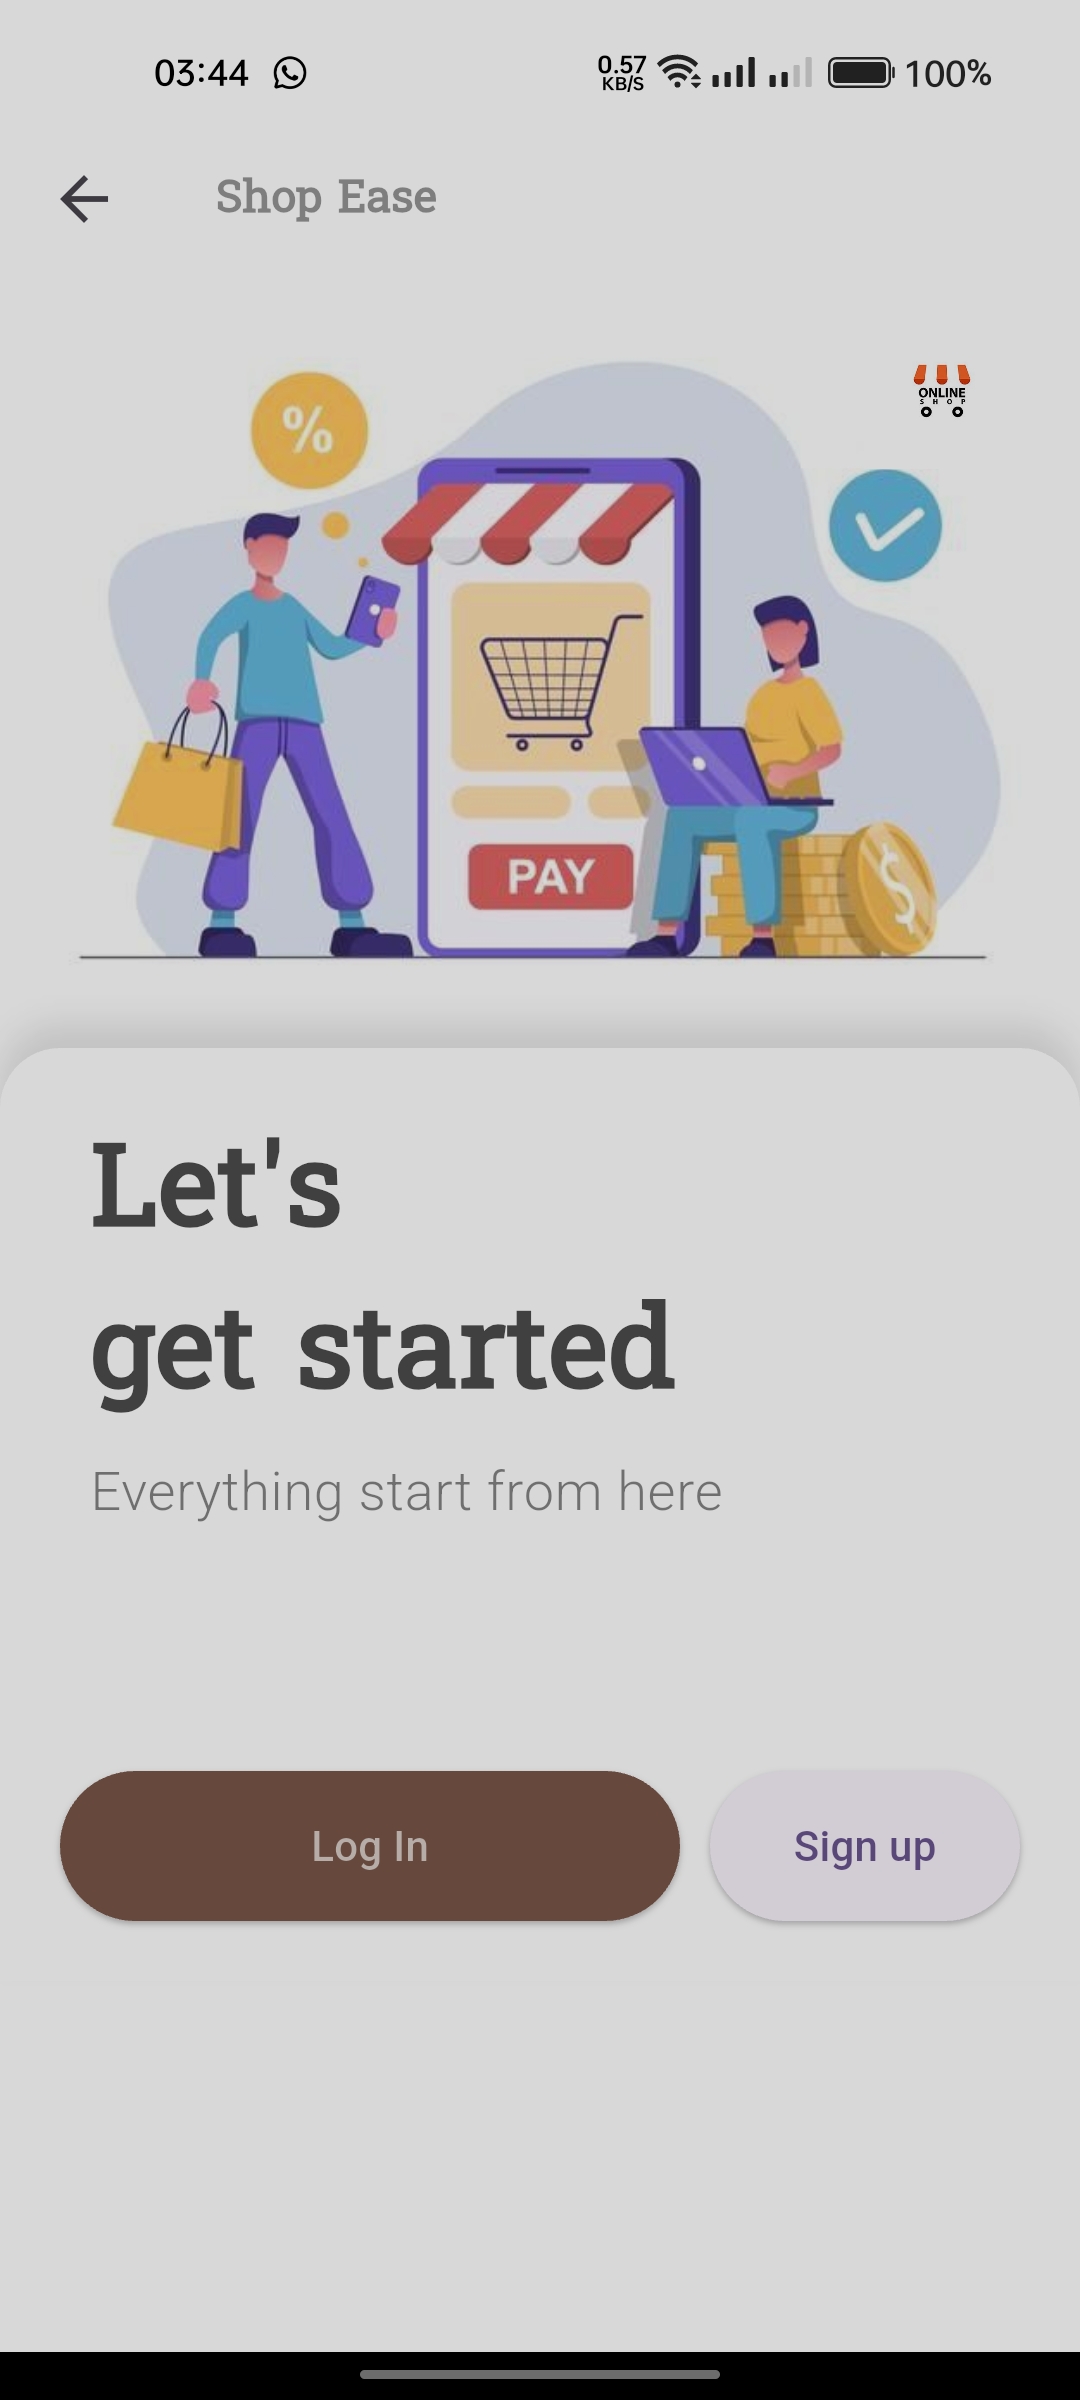 03:44
0.57
KB/S
100%
Shop Ease
%
ONLINE
SHOP
$
PAY
Let's
get started
Everything start from here
Log In
Sign up